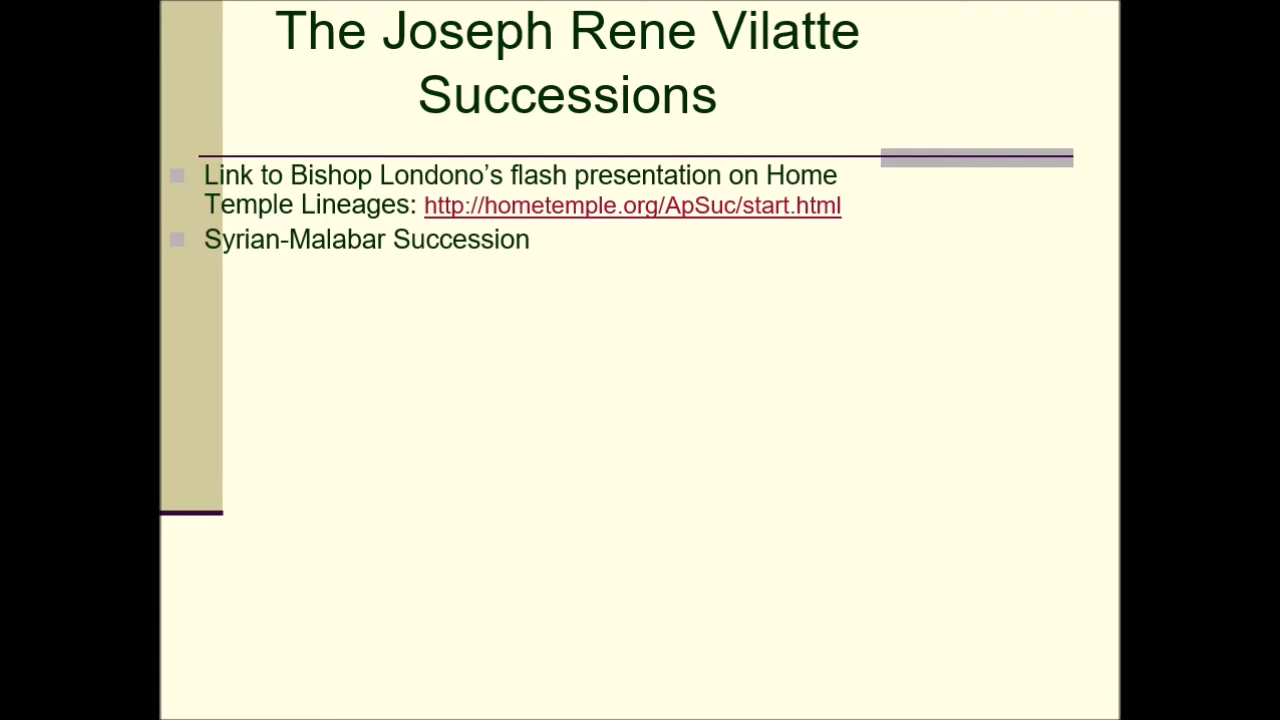 The Joseph Rene Vilatte
Successions
Link to Bishop Londono’s flash presentation on Home
Temple Lineages: http://hometemple.org/ApSuc/start.html
Syrian-Malabar Succession